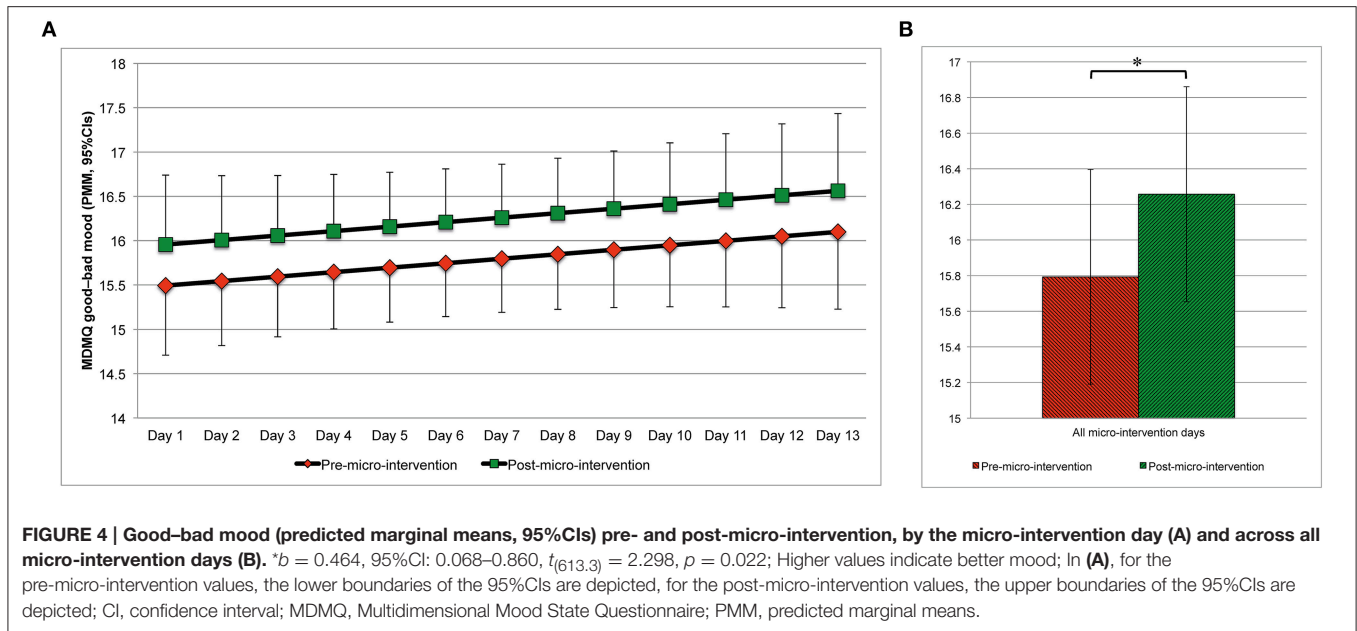 A
18
17.5
17
16.5
16
15.5
15
14.5
14
MDMQ good–bad mood (PMM, 95%CIs)
Day 1 Day 2 Day 3 Day 4 Day 5 Day 6 Day 7 Day 8 Day 9 Day 10 Day 11 Day 12 Day 13
Pre-micro-intervention Post-micro-intervention
B
17
16.8
16.6
16.4
16.2
16
15.8
15.6
15.4
15.2
15
*
All micro-intervention days
Pre-micro-intervention Post-micro-intervention
FIGURE 4 | Good–bad mood (predicted marginal means, 95%CIs) pre- and post-micro-intervention, by the micro-intervention day (A) and across all
micro-intervention days (B). *b = 0.464, 95%CI: 0.068–0.860, t(613.3) = 2.298, p = 0.022; Higher values indicate better mood; In (A), for the
pre-micro-intervention values, the lower boundaries of the 95%CIs are depicted, for the post-micro-intervention values, the upper boundaries of the 95%CIs are
depicted; CI, confidence interval; MDMQ, Multidimensional Mood State Questionnaire; PMM, predicted marginal means.